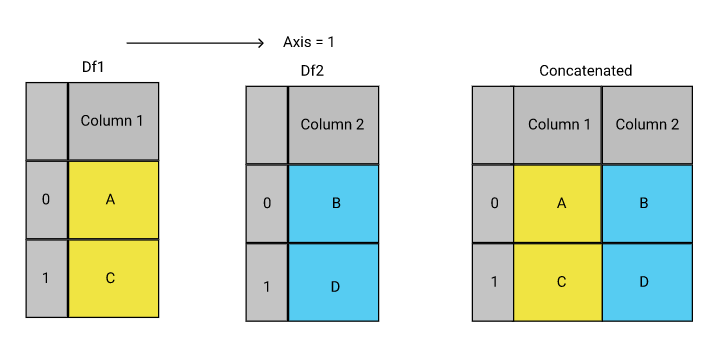 Axis = 1
Df1
Column 1
0 A
1 C
Df2
Column 2
0 B
1 D
Concatenated
Column 1 Column 2
0 A B
1 C D